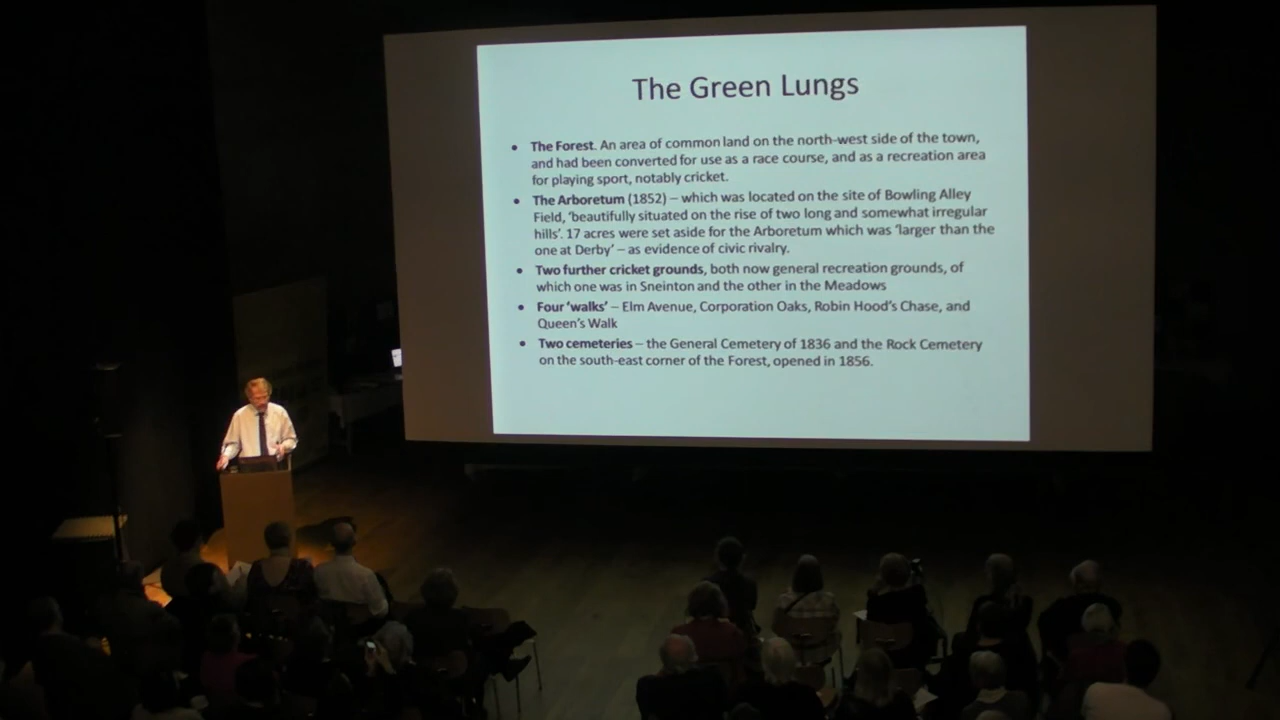 The Green Lungs
• The Forest. An area of common land on the north-west side of the town,
and had been converted for use as a race course, and as a recreation area
for playing sport, notably cricket.
• The Arboretum (1852) – which was located on the site of Bowling Alley
Field, 'beautifully situated on the rise of two long and somewhat irregular
hills'. 17 acres were set aside for the Arboretum which was 'larger than the
one at Derby' – as evidence of civic rivalry.
• Two further cricket grounds, both now general recreation grounds, of
which one was in Sneinton and the other in the Meadows
• Four 'walks' – Elm Avenue, Corporation Oaks, Robin Hood's Chase, and
Queen's Walk
• Two cemeteries – the General Cemetery of 1836 and the Rock Cemetery
on the south-east corner of the Forest, opened in 1856.